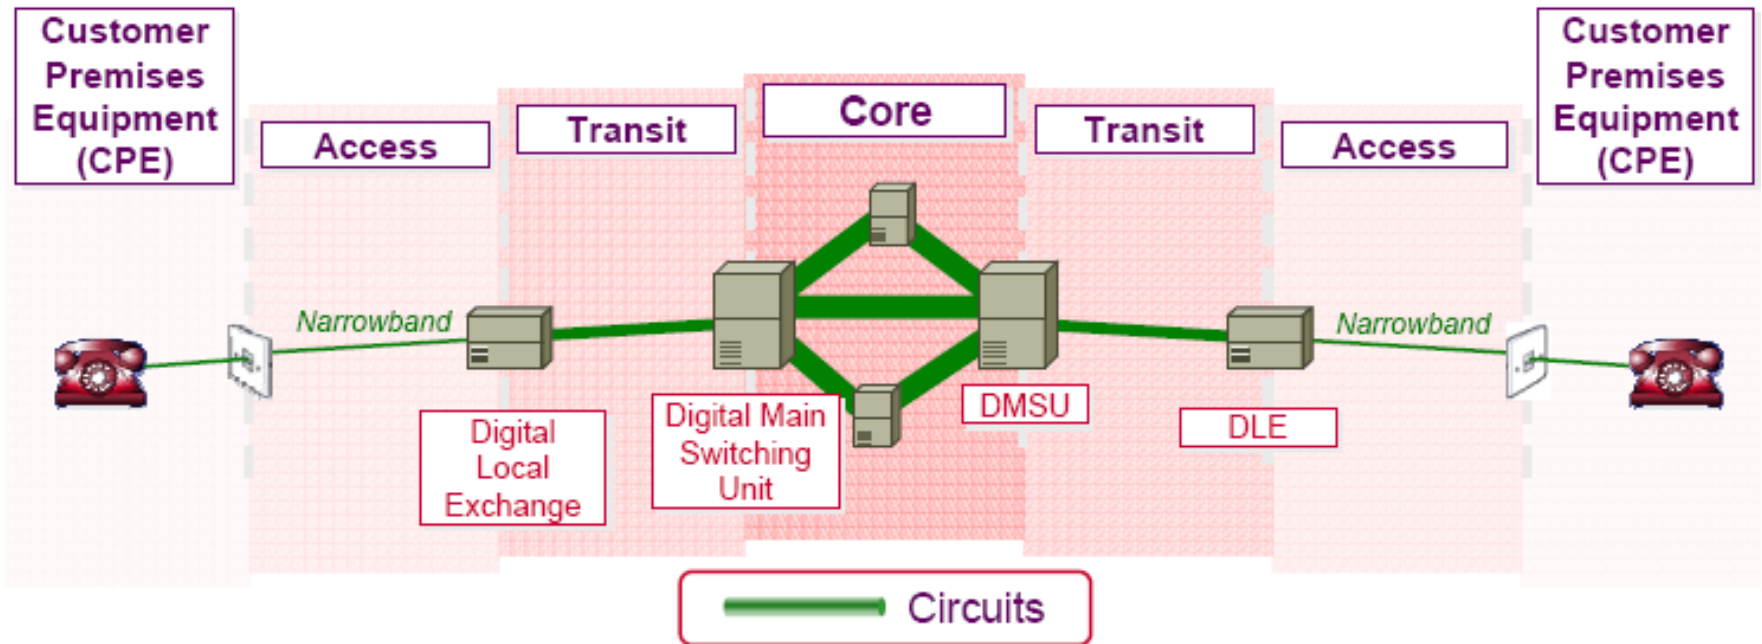 Customer
Premises
Equipment
(CPE)
Access
Transit
Core
Transit
Access
Customer
Premises
Equipment
(CPE)
Narrowband
Narrowband
Digital
Local
Exchange
Digital Main
Switching
Unit
DMSU
DLE
Circuits